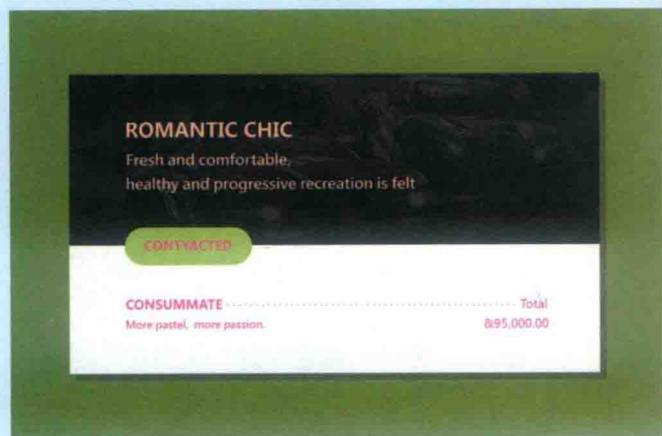 ROMANTIC CHIC
Fresh and comfortable,
healthy and progressive recreation is felt
CONTYACTED
CONSUMMATE Total
More pastel, more passion. &95,000.00